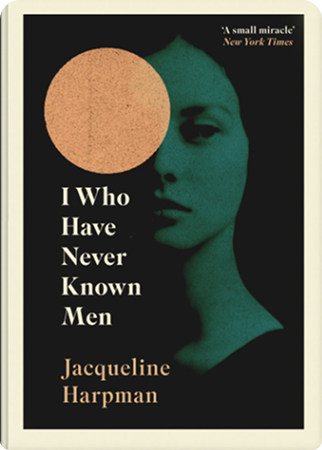 ‘A small miracle’
New York Times
I Who
Have
Never
Known
Men
Jacqueline
Harpman